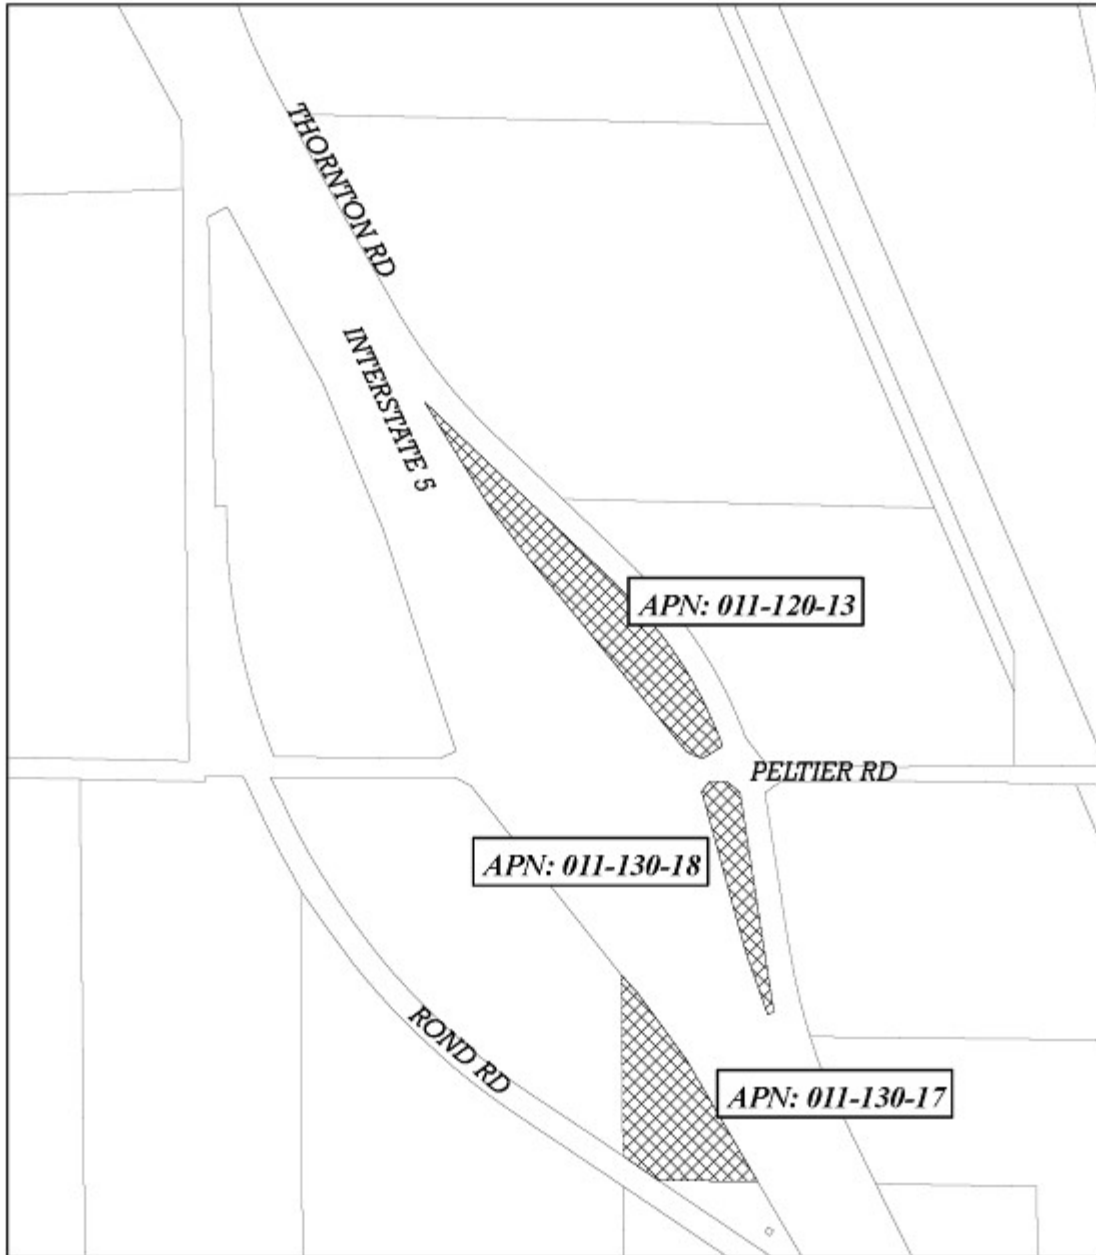 THORNTON RD
INTERSTATE 5
APN: 011-120-13
PELTIER RD
APN: 011-130-18
ROND RD
APN: 011-130-17